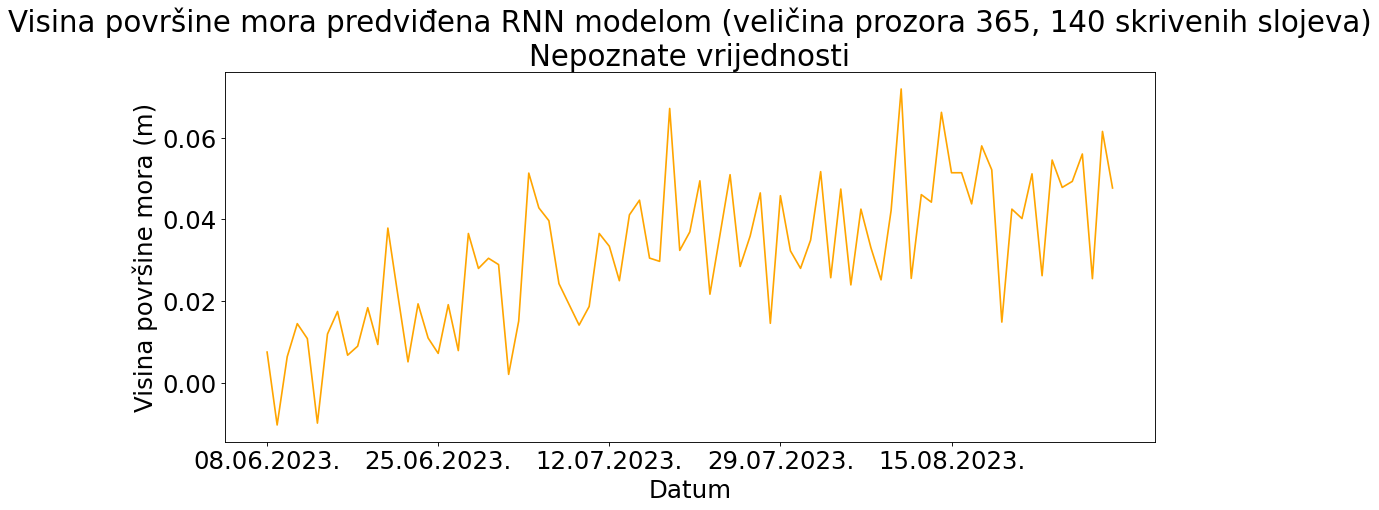 Visina površine mora predviđena RNN modelom (veličina prozora 365, 140 skrivenih slojeva)
Nepoznate vrijednosti
Visina površine mora (m)
0.06
0.04
0.02
0.00
08.06.2023. 25.06.2023. 12.07.2023. 29.07.2023. 15.08.2023.
Datum